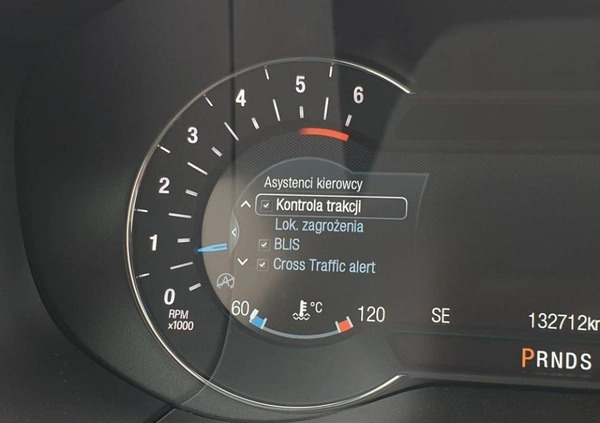 6
5
4
3
2
1
0
RPM
x1000
Asystenci kierowcy
Kontrola trakcji
Lok. zagrożenia
BLIS
Cross Traffic alert
60 °C 120
SE
132712km
PRNDS